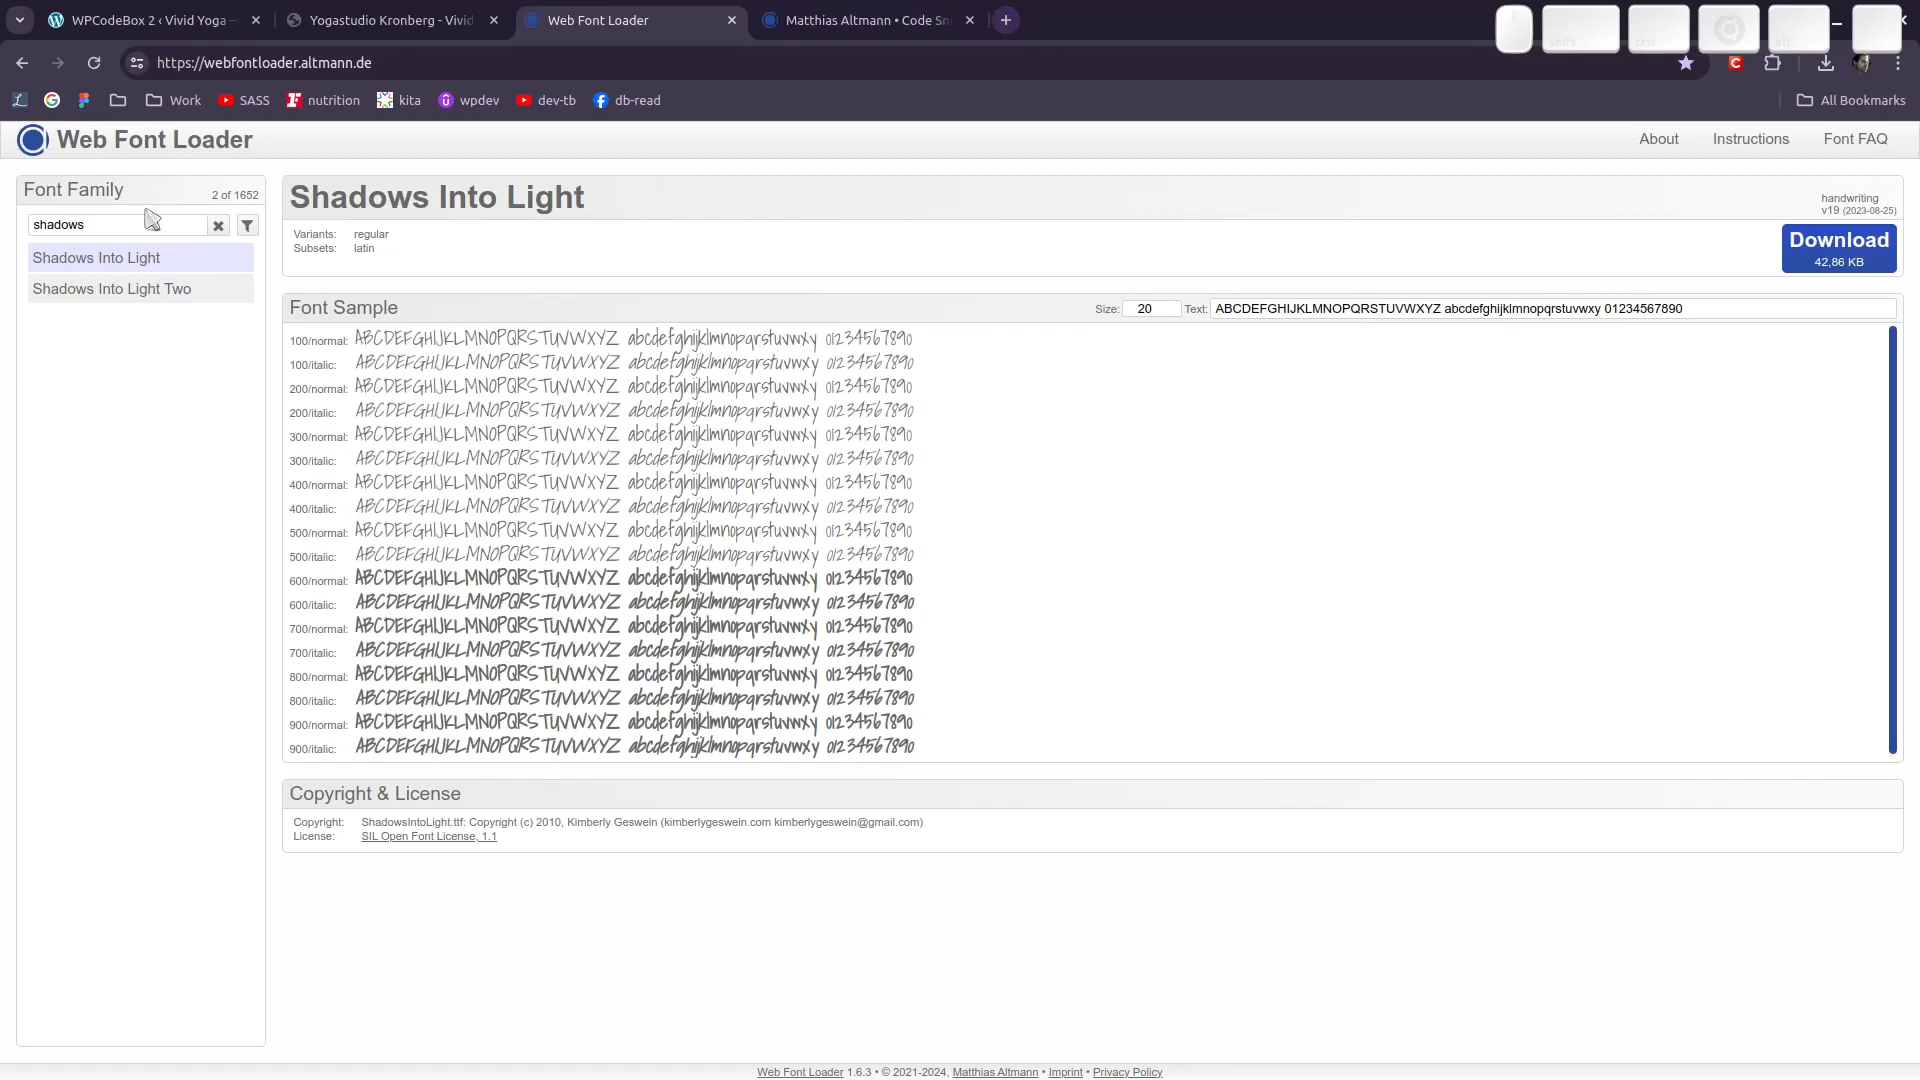 WPCodeBox 2 ‹ Vivid Yoga
Yogastudio Kronberg - Vivid
Web Font Loader
Matthias Altmann • Code Sn
https://webfontloader.altmann.de
Work
SASS
nutrition
kita
wpdev
dev-tb
db-read
All Bookmarks
Web Font Loader
About
Instructions
Font FAQ
Font Family
2 of 1652
shadows
Shadows Into Light
Shadows Into Light Two
Shadows Into Light
handwriting
v19 (2023-08-25)
Variants: regular
Subsets: latin
Download
42,86 KB
Font Sample
Size: 20 Text: ABCDEFGHIJKLMNOPQRSTUVWXYZ abcdefghijklmnopqrstuvwxy 01234567890
100/normal: ABCDEFGHIJKLMNOPQRSTUVWXYZ abcdefghijklmnopqrstuvwxy 01234567890
100/italic: ABCDEFGHIJKLMNOPQRSTUVWXYZ abcdefghijklmnopqrstuvwxy 01234567890
200/normal: ABCDEFGHIJKLMNOPQRSTUVWXYZ abcdefghijklmnopqrstuvwxy 01234567890
200/italic: ABCDEFGHIJKLMNOPQRSTUVWXYZ abcdefghijklmnopqrstuvwxy 01234567890
300/normal: ABCDEFGHIJKLMNOPQRSTUVWXYZ abcdefghijklmnopqrstuvwxy 01234567890
300/italic: ABCDEFGHIJKLMNOPQRSTUVWXYZ abcdefghijklmnopqrstuvwxy 01234567890
400/normal: ABCDEFGHIJKLMNOPQRSTUVWXYZ abcdefghijklmnopqrstuvwxy 01234567890
400/italic: ABCDEFGHIJKLMNOPQRSTUVWXYZ abcdefghijklmnopqrstuvwxy 01234567890
500/normal: ABCDEFGHIJKLMNOPQRSTUVWXYZ abcdefghijklmnopqrstuvwxy 01234567890
500/italic: ABCDEFGHIJKLMNOPQRSTUVWXYZ abcdefghijklmnopqrstuvwxy 01234567890
600/normal: ABCDEFGHIJKLMNOPQRSTUVWXYZ abcdefghijklmnopqrstuvwxy 01234567890
600/italic: ABCDEFGHIJKLMNOPQRSTUVWXYZ abcdefghijklmnopqrstuvwxy 01234567890
700/normal: ABCDEFGHIJKLMNOPQRSTUVWXYZ abcdefghijklmnopqrstuvwxy 01234567890
700/italic: ABCDEFGHIJKLMNOPQRSTUVWXYZ abcdefghijklmnopqrstuvwxy 01234567890
800/normal: ABCDEFGHIJKLMNOPQRSTUVWXYZ abcdefghijklmnopqrstuvwxy 01234567890
800/italic: ABCDEFGHIJKLMNOPQRSTUVWXYZ abcdefghijklmnopqrstuvwxy 01234567890
900/normal: ABCDEFGHIJKLMNOPQRSTUVWXYZ abcdefghijklmnopqrstuvwxy 01234567890
900/italic: ABCDEFGHIJKLMNOPQRSTUVWXYZ abcdefghijklmnopqrstuvwxy 01234567890
Copyright & License
Copyright: ShadowsIntoLight.ttf: Copyright (c) 2010, Kimberly Geswein (kimberlygeswein.com kimberlygeswein@gmail.com)
License: SIL Open Font License, 1.1
Web Font Loader 1.6.3 • © 2021-2024, Matthias Altmann • Imprint • Privacy Policy